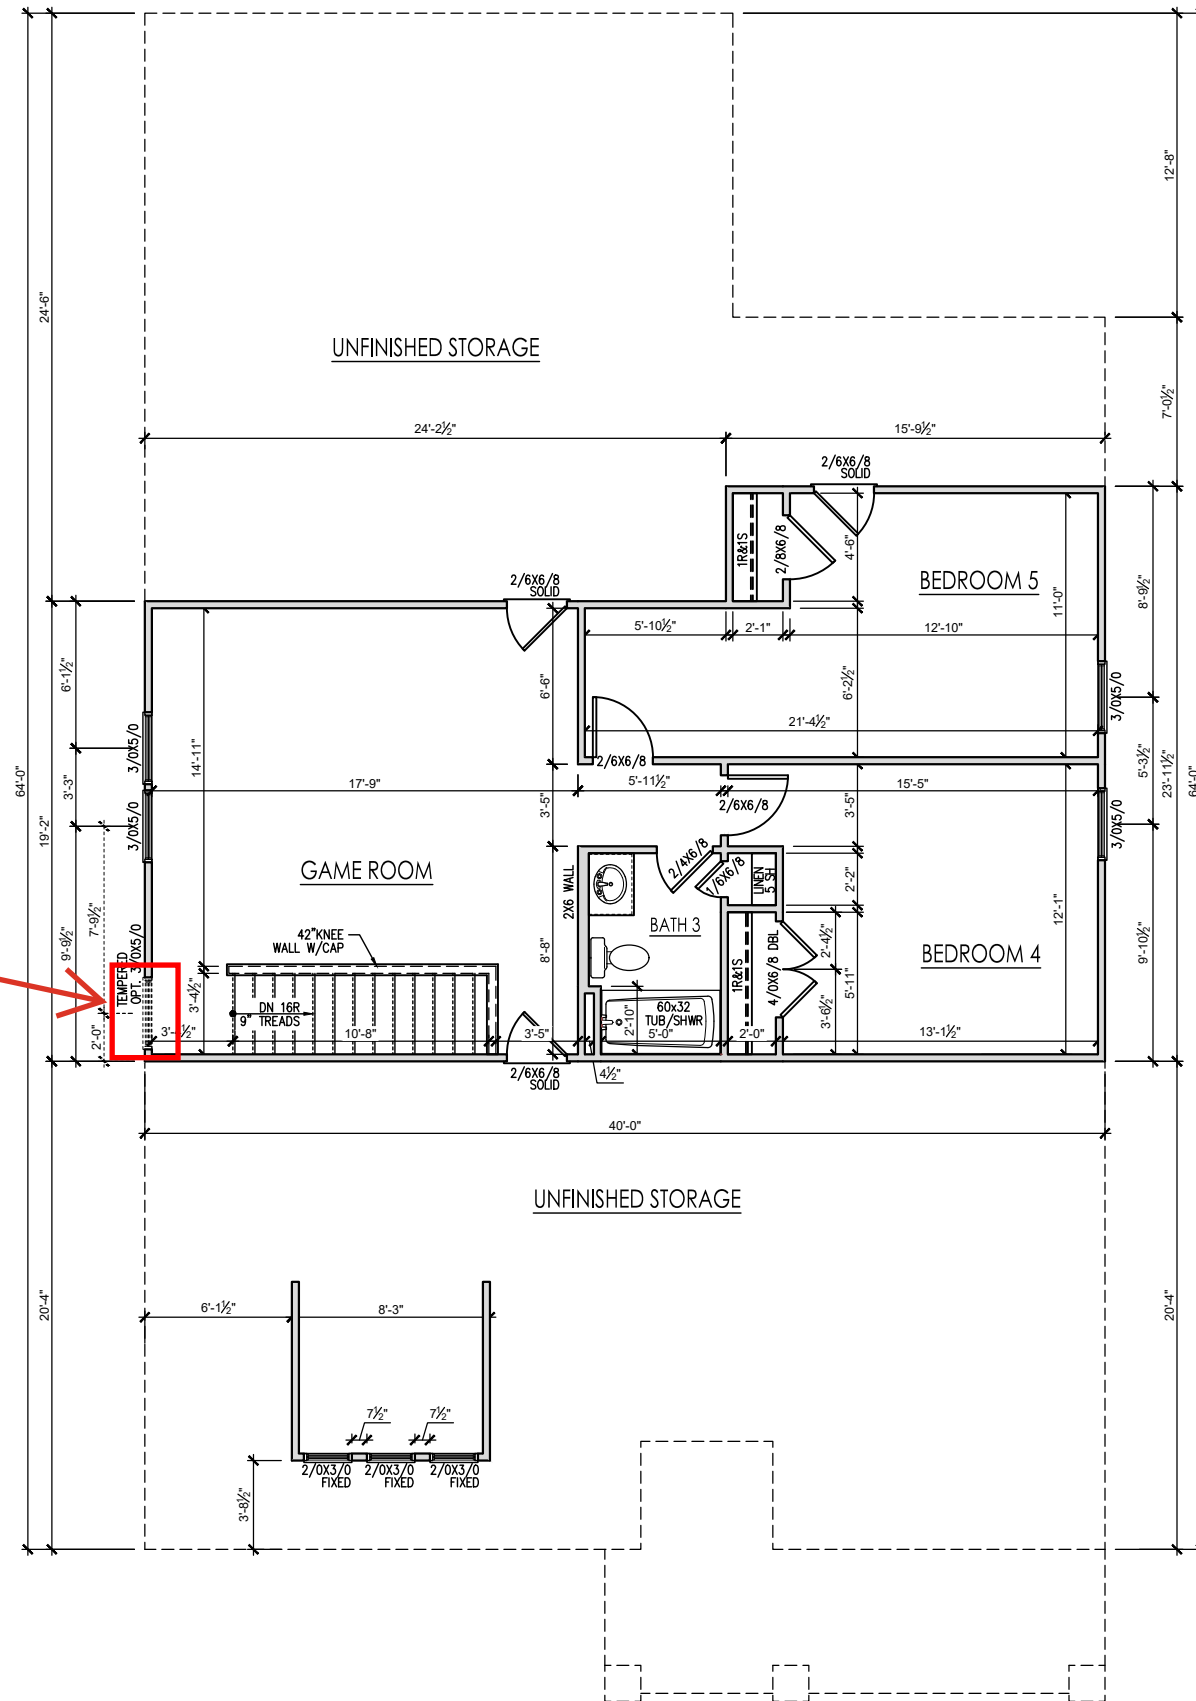 12'-8"
24'-6"
UNFINISHED STORAGE
7'-0½"
24'-2½"
15'-9½"
2/6X6/8
SOLID
1R&1S
2/8X6/8
4'-6"
BEDROOM 5
11'-0"
8'-9½"
2/6X6/8
SOLID
5'-10½"
2'-1"
12'-10"
6'-1½"
6'-6"
6'-2½"
3/0X5/0
21'-4½"
3/0X5/0
14'-11"
2/6X6/8
5'-3½"
23'-11½"
64'-0"
3'-3"
17'-9"
5'-11½"
15'-5"
64'-0"
2/6X6/8
19'-2"
3/0X5/0
3'-5"
3'-5"
3/0X5/0
GAME ROOM
2X6 WALL
2/4X6/8
1/6X6/8
LINEN
5 SH
2'-2"
12'-1"
7'-9½"
9'-9½"
BATH 3
42"KNEE
WALL W/CAP
8'-8"
1R&1S
4/0X6/8 DBL
2'-4½"
BEDROOM 4
9'-10½"
TEMPERED
OPT. 3/0X5/0
3'-4½"
5'-11"
DN 16R
9" TREADS
2'-10"
60x32
TUB/SHWR
3'-6½"
2'-0"
10'-8"
3'-5"
5'-0"
2'-0"
13'-1½"
2/6X6/8
SOLID
4½"
40'-0"
UNFINISHED STORAGE
20'-4"
6'-1½"
8'-3"
20'-4"
7½"
7½"
2/0X3/0
FIXED
2/0X3/0
FIXED
2/0X3/0
FIXED
3'-8½"